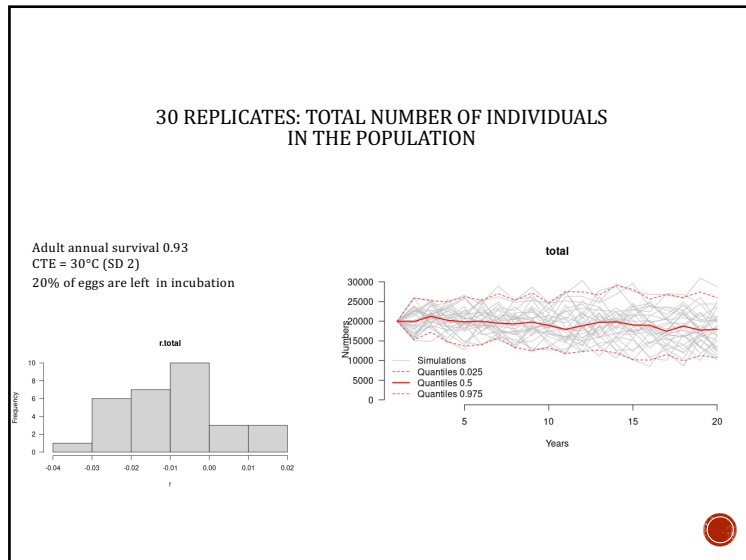 30 REPLICATES: TOTAL NUMBER OF INDIVIDUALS
IN THE POPULATION
Adult annual survival 0.93
CTE = 30°C (SD 2)
20% of eggs are left in incubation
r.total
Frequency
10
8
6
4
2
0
-0.04 -0.03 -0.02 -0.01 0.00 0.01 0.02
r
total
Numbers
30000
25000
20000
15000
10000
5000
0
Simulations
Quantiles 0.025
Quantiles 0.5
Quantiles 0.975
5 10 15 20
Years